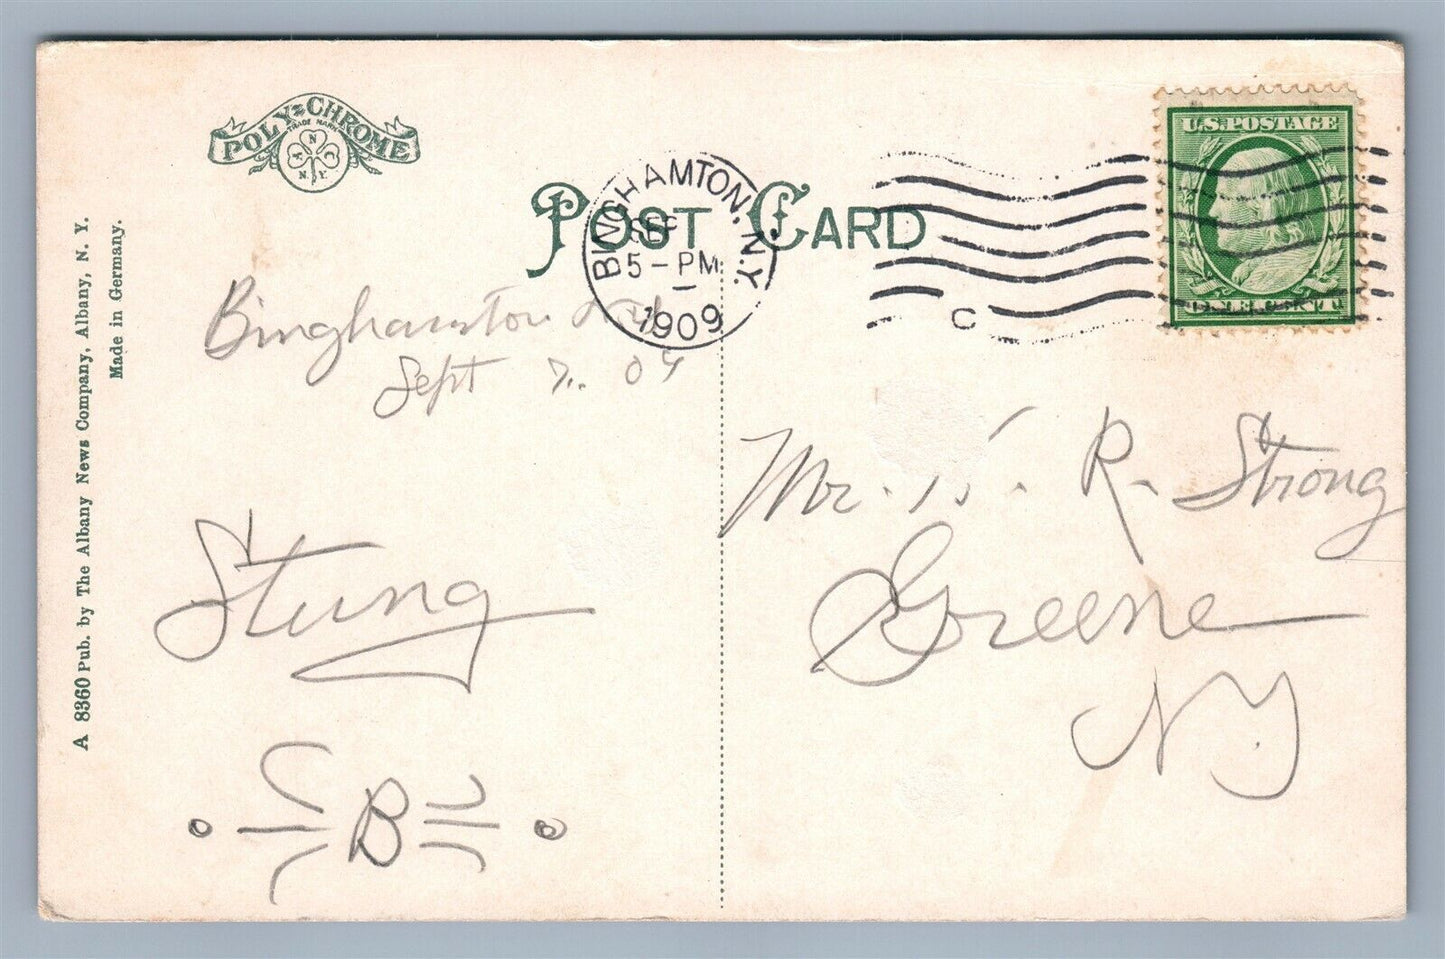 POLY-CHROME
TRADE MARK
A N C
N. Y.
POST CARD
U.S. POSTAGE
ONE CENT
BINGHAMTON, N.Y.
5-PM
1909
C
Binghamton
Sept 7. 09
Stung
B
Mr. R. Strong
Greene
NY
A 8360 Pub. by The Albany News Company, Albany, N. Y.
Made in Germany.